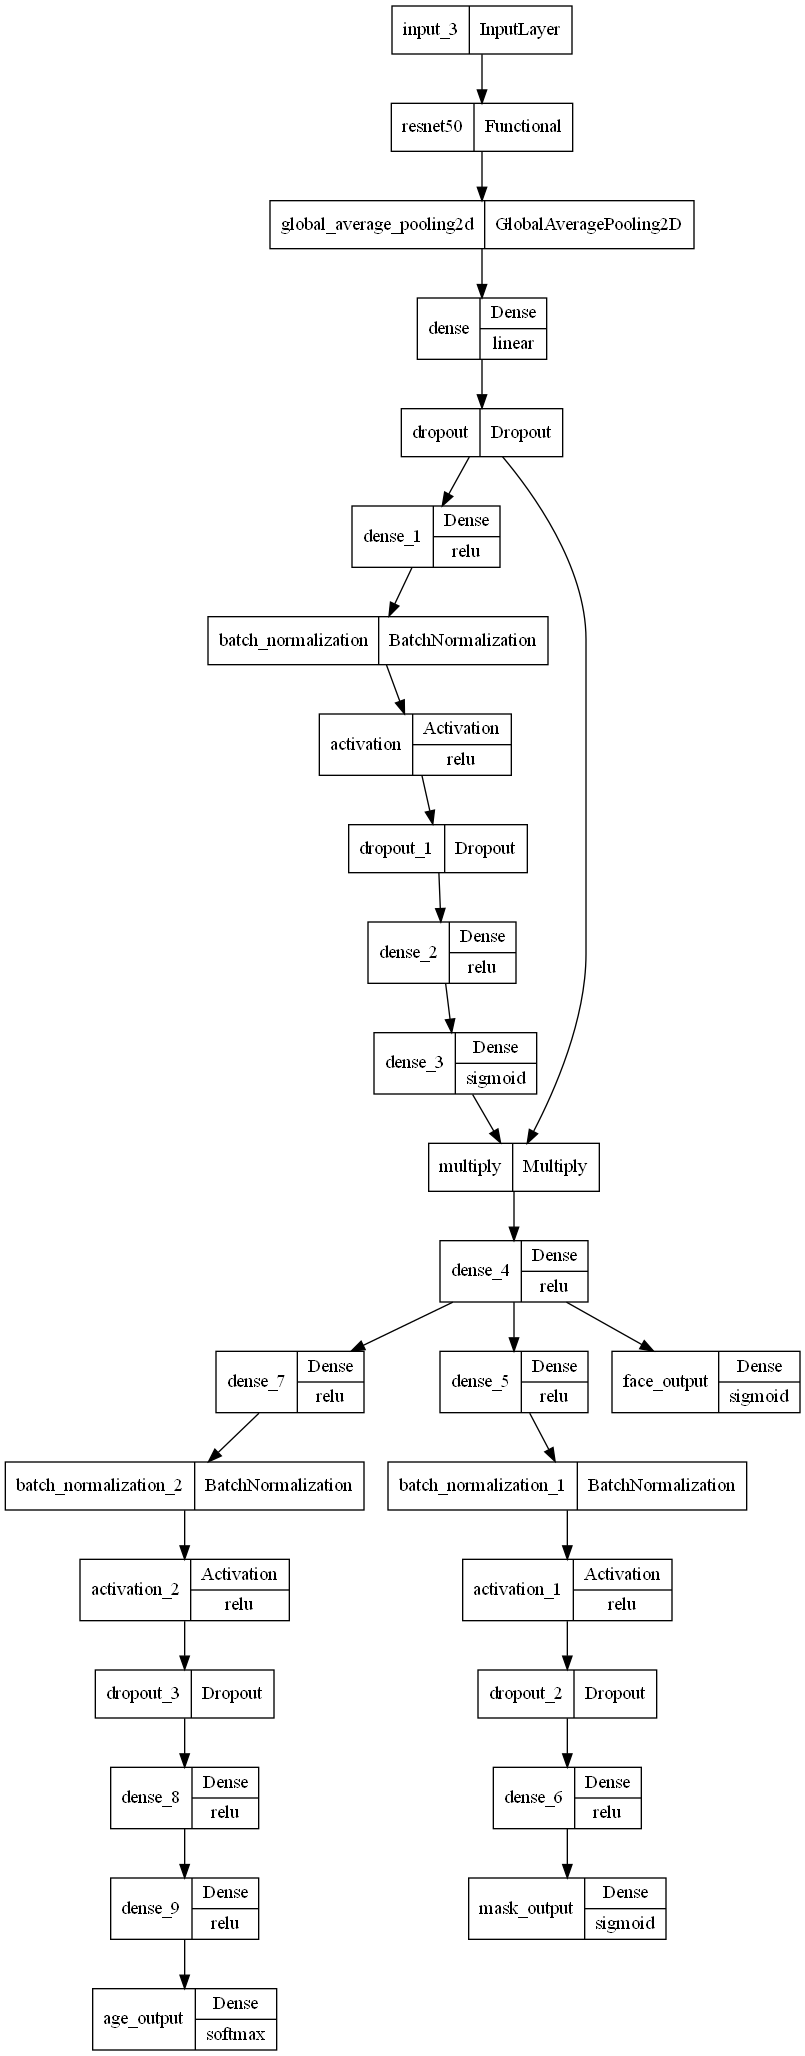 input_3 InputLayer
resnet50 Functional
global_average_pooling2d GlobalAveragePooling2D
dense Dense
linear
dropout Dropout
dense_1 Dense
relu
batch_normalization BatchNormalization
activation Activation
relu
dropout_1 Dropout
dense_2 Dense
relu
dense_3 Dense
sigmoid
multiply Multiply
dense_4 Dense
relu
dense_7 Dense
relu
dense_5 Dense
relu
face_output Dense
sigmoid
batch_normalization_2 BatchNormalization
batch_normalization_1 BatchNormalization
activation_2 Activation
relu
activation_1 Activation
relu
dropout_3 Dropout
dropout_2 Dropout
dense_8 Dense
relu
dense_6 Dense
relu
dense_9 Dense
relu
mask_output Dense
sigmoid
age_output Dense
softmax